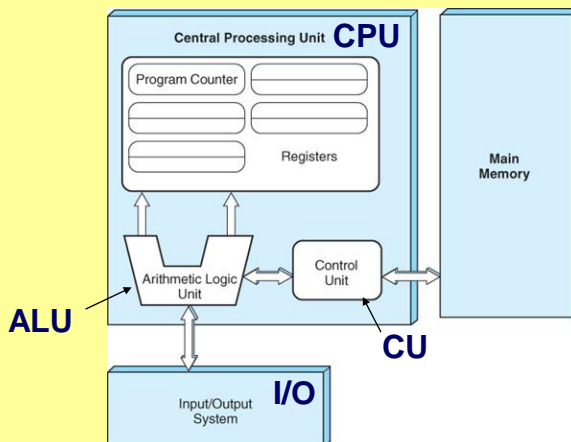 Central Processing Unit CPU
Program Counter
Registers
Main
Memory
Arithmetic Logic
Unit
Control
Unit
ALU
CU
I/O
Input/Output
System